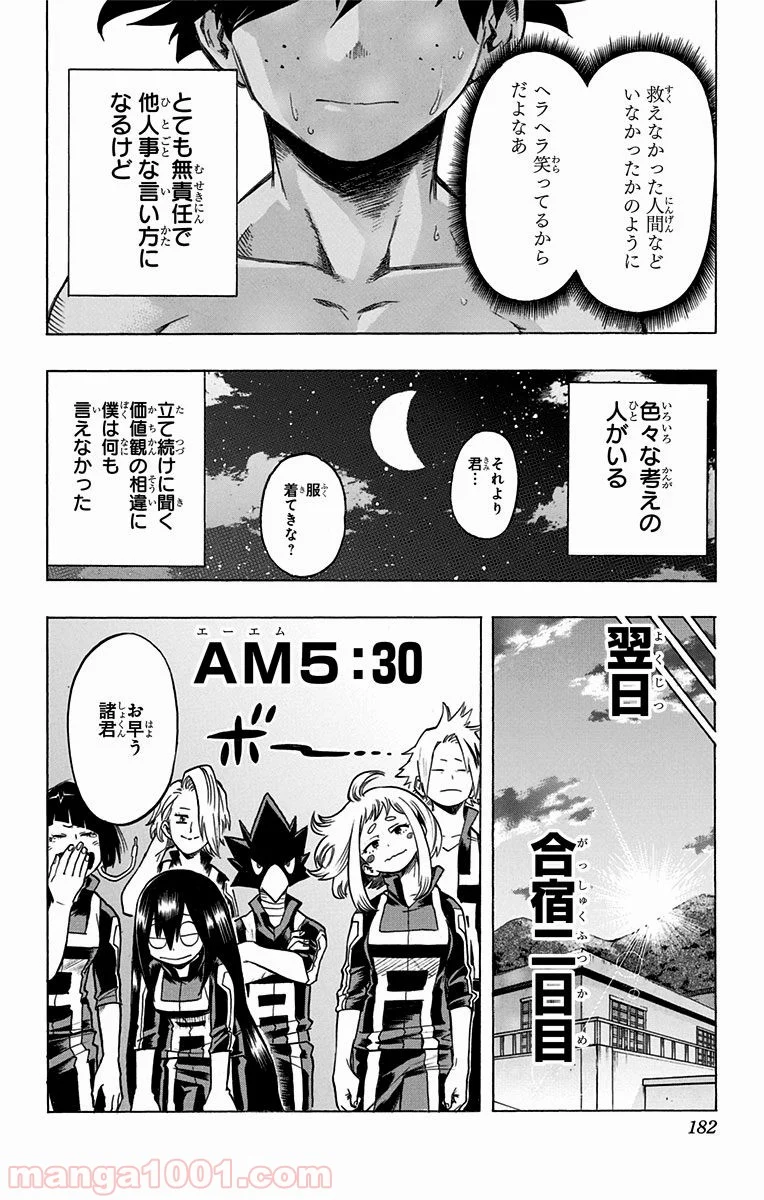 救えなかった人間など
いなかったかのように
ヘラヘラ笑ってるから
だよなあ
とても無責任で
他人事な言い方に
なるけど
色々な考えの
人がいる
それより
君…
服
着てきな?
立て続けに聞く
価値観の相違に
僕は何も
言えなかった
翌日
合宿二日目
AM5:30
ボー
お早う
諸君
182
manga1001.com